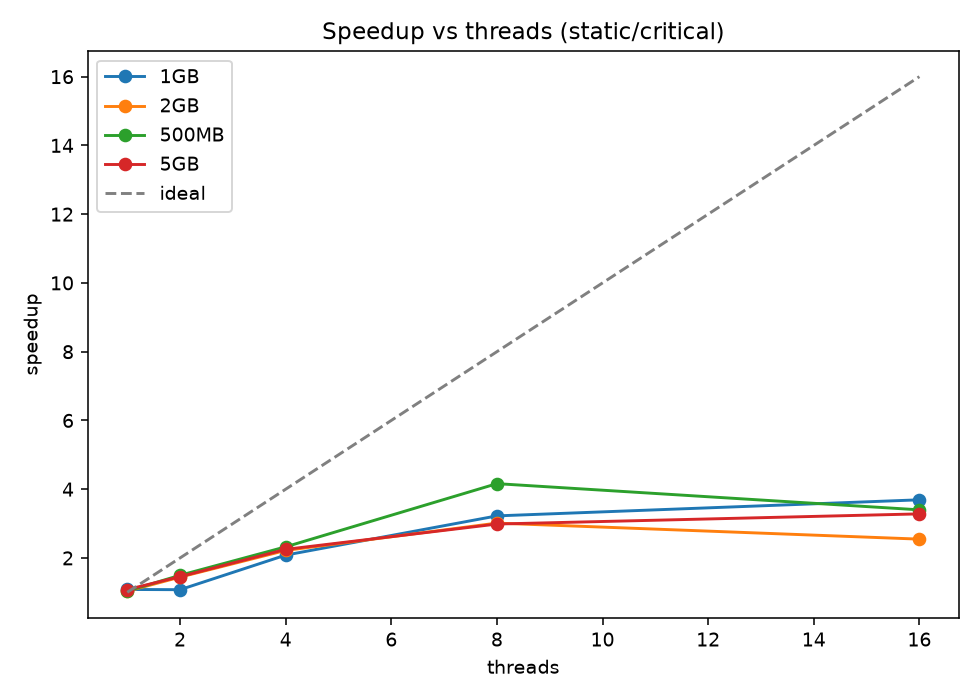 Speedup vs threads (static/critical)
1GB
2GB
500MB
5GB
ideal
speedup
16
14
12
10
8
6
4
2
2
4
6
8
10
12
14
16
threads